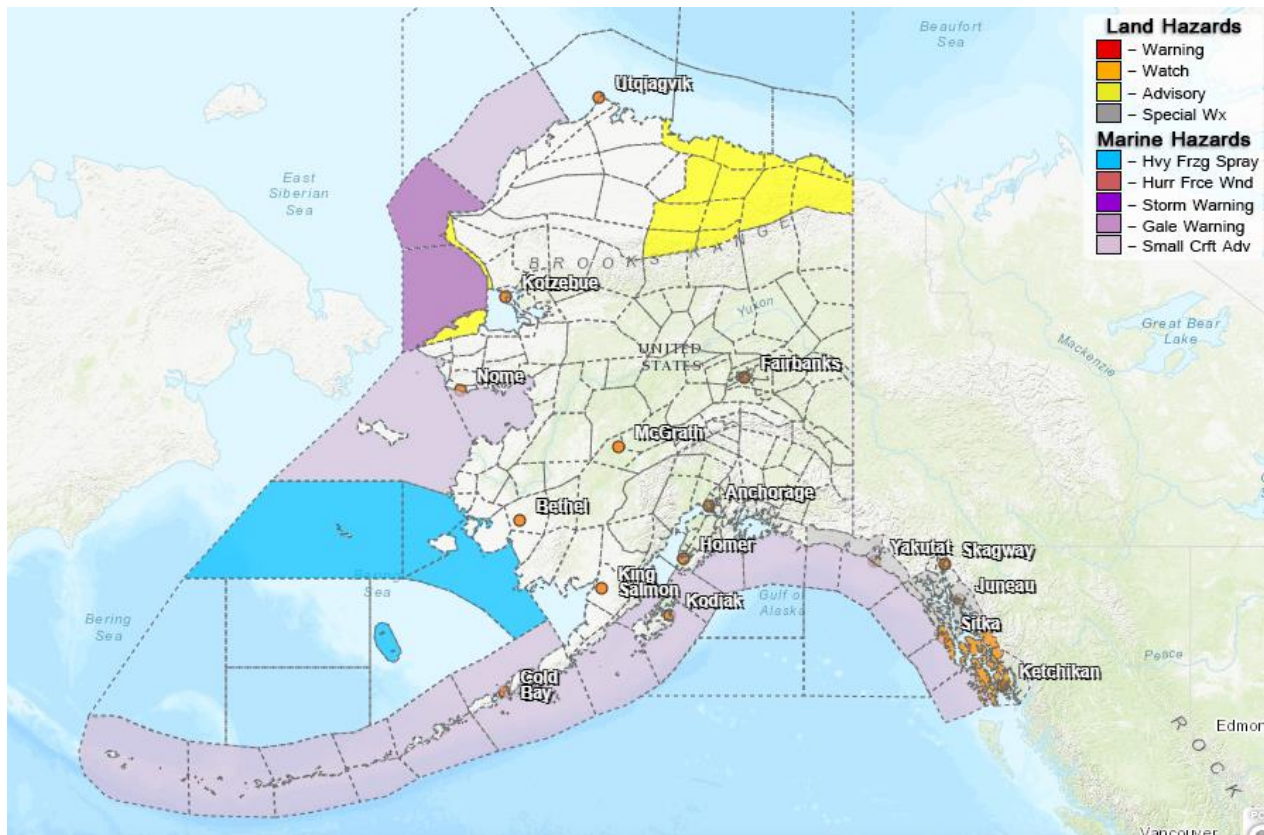 Beaufort
Sea
Land Hazards
– Warning
– Watch
– Advisory
– Special Wx
Marine Hazards
– Hvy Frzg Spray
– Hurr Frce Wnd
– Storm Warning
– Gale Warning
– Small Crft Adv
Utqiagvik
East
Siberian
Sea
BROOKS RANGE
Kotzebue
Yukon
Great Bear
Lake
Mackenzie
UNITED
STATES
Fairbanks
Nome
McGrath
Anchorage
Bethel
Homer
Yakutat
Skagway
King
Salmon
Juneau
Kodiak
Gulf of
Alaska
Sea
Bering
Sea
Sitka
Peace
Ketchikan
Cold
Bay
ROCK
Edmon
Vancouver